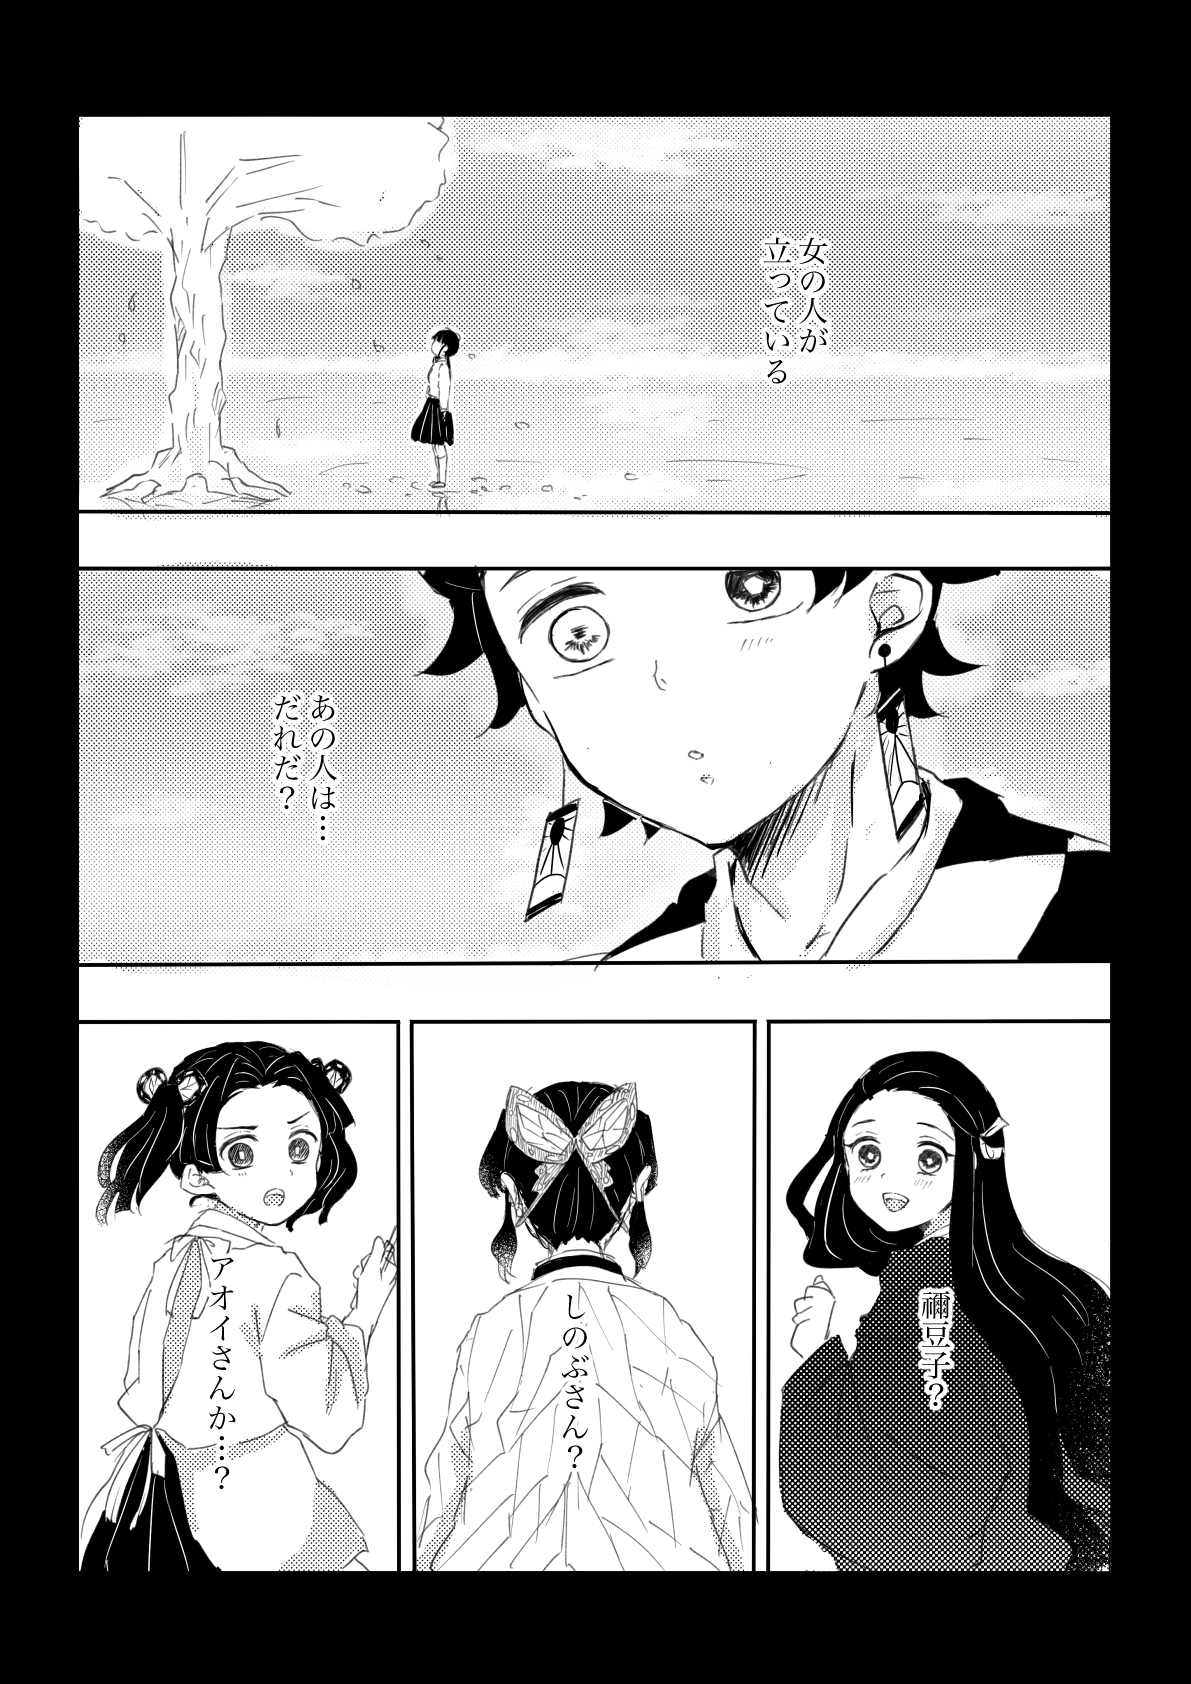 女の人が
立っている
あの人は…
だれだ？
禰豆子？
しのぶさん？
アオイさんか…？